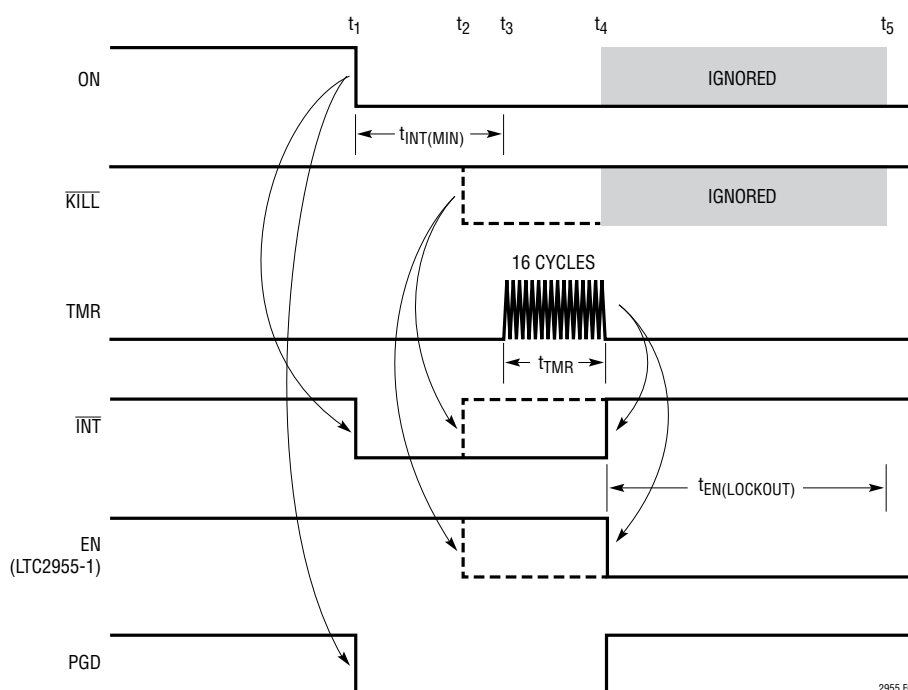 t1 t2 t3 t4 t5
ON
IGNORED
tINT(MIN)
KILL
IGNORED
16 CYCLES
TMR
tTMR
INT
tEN(LOCKOUT)
EN
(LTC2955-1)
PGD